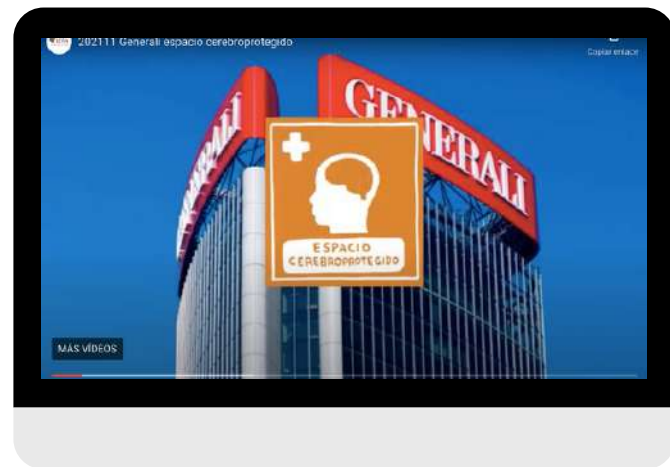 202111 Generali espacio cerebroprotegido
Copiar enlace
GENERALI
GENERALI
ESPACIO
CEREBROPROTEGIDO
MÁS VÍDEOS